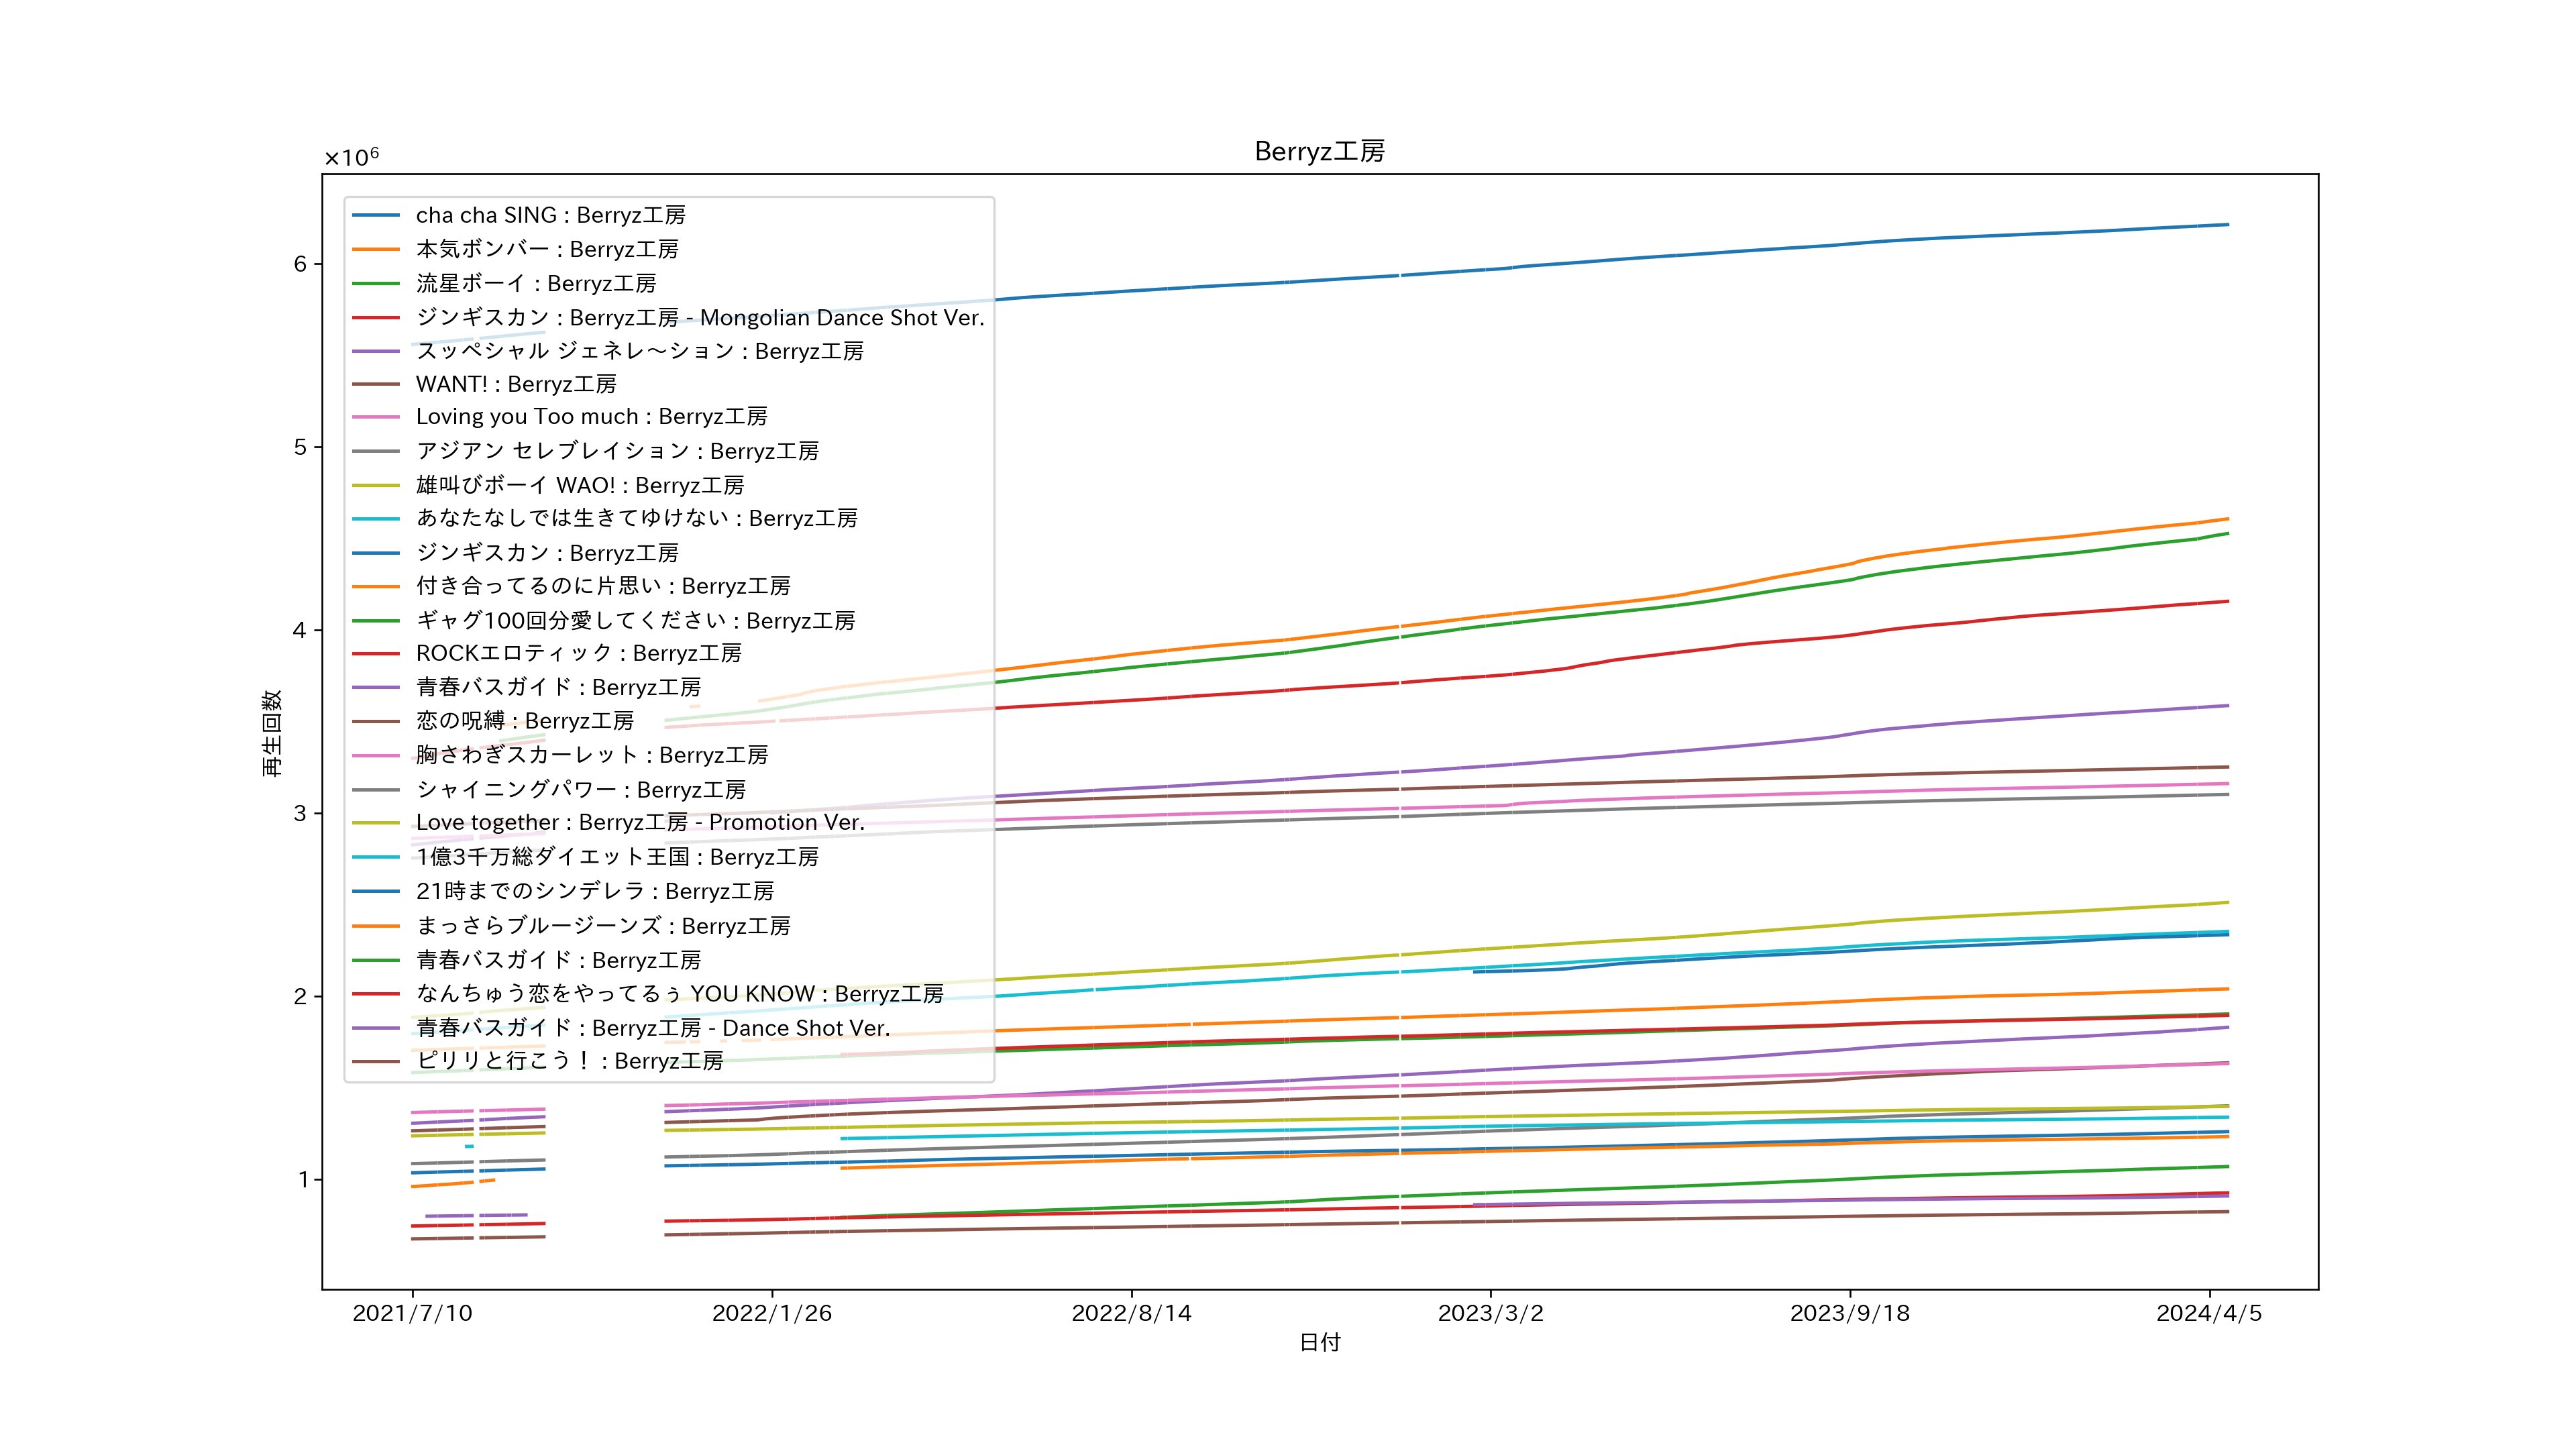 Berryz工房
×10⁶
cha cha SING : Berryz工房
本気ボンバー : Berryz工房
流星ボーイ : Berryz工房
ジンギスカン : Berryz工房 - Mongolian Dance Shot Ver.
スッペシャル ジェネレ～ション : Berryz工房
WANT! : Berryz工房
Loving you Too much : Berryz工房
アジアン セレブレイション : Berryz工房
雄叫びボーイ WAO! : Berryz工房
あなたなしでは生きてゆけない : Berryz工房
ジンギスカン : Berryz工房
付き合ってるのに片思い : Berryz工房
ギャグ100回分愛してください : Berryz工房
ROCKエロティック : Berryz工房
青春バスガイド : Berryz工房
恋の呪縛 : Berryz工房
胸さわぎスカーレット : Berryz工房
シャイニングパワー : Berryz工房
Love together : Berryz工房 - Promotion Ver.
1億3千万総ダイエット王国 : Berryz工房
21時までのシンデレラ : Berryz工房
まっさらブルージーンズ : Berryz工房
青春バスガイド : Berryz工房
なんちゅう恋をやってるぅ YOU KNOW : Berryz工房
青春バスガイド : Berryz工房 - Dance Shot Ver.
ピリリと行こう！ : Berryz工房
6
5
4
3
2
1
再生回数
2021/7/10 2022/1/26 2022/8/14 2023/3/2 2023/9/18 2024/4/5
日付